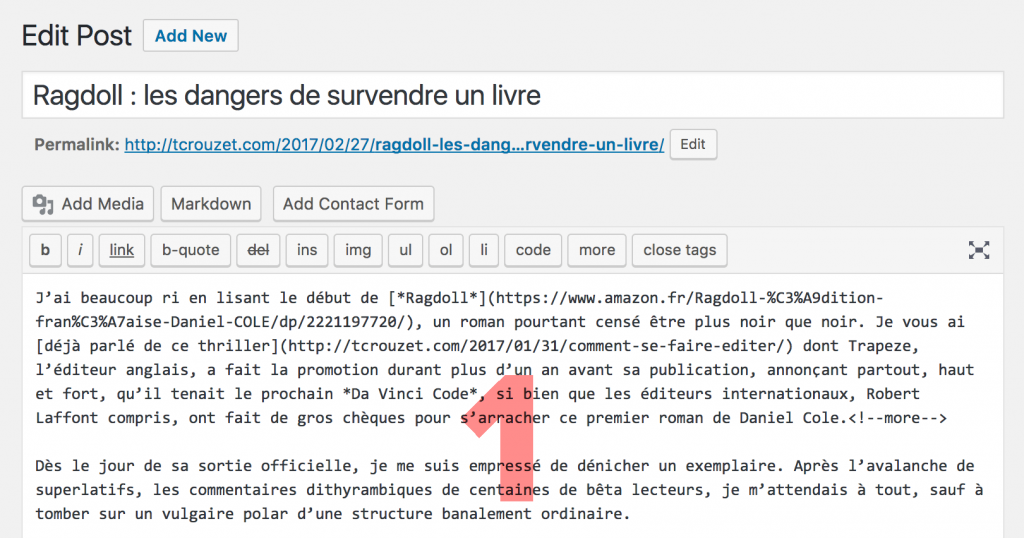 Edit Post Add New
Ragdoll : les dangers de survendre un livre
Permalink: http://tcrouzet.com/2017/02/27/ragdoll-les-dang…rvendre-un-livre/ Edit
Add Media Markdown Add Contact Form
b i link b-quote del ins img ul ol li code more close tags
J’ai beaucoup ri en lisant le début de [*Ragdoll*](https://www.amazon.fr/Ragdoll-%C3%A9dition-
fran%C3%A7aise-Daniel-COLE/dp/2221197720/), un roman pourtant censé être plus noir que noir. Je vous ai
[déjà parlé de ce thriller](http://tcrouzet.com/2017/01/31/comment-se-faire-editer/) dont Trapeze,
l’éditeur anglais, a fait la promotion durant plus d’un an avant sa publication, annonçant partout, haut
et fort, qu’il tenait le prochain *Da Vinci Code*, si bien que les éditeurs internationaux, Robert
Laffont compris, ont fait de gros chèques pour s’arracher ce premier roman de Daniel Cole.<!--more-->
1
Dès le jour de sa sortie officielle, je me suis empressé de dénicher un exemplaire. Après l’avalanche de
superlatifs, les commentaires dithyrambiques de centaines de bêta lecteurs, je m’attendais à tout, sauf à
tomber sur un vulgaire polar d’une structure banalement ordinaire.